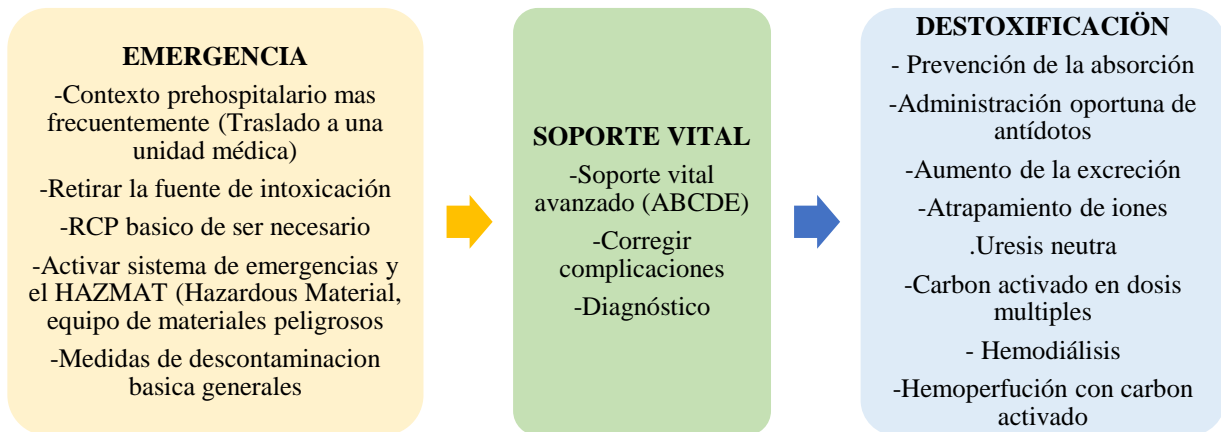 EMERGENCIA
-Contexto prehospitalario mas
frecuentemente (Traslado a una
unidad médica)
-Retirar la fuente de intoxicación
-RCP basico de ser necesario
-Activar sistema de emergencias y
el HAZMAT (Hazardous Material,
equipo de materiales peligrosos
-Medidas de descontaminacion
basica generales
SOPORTE VITAL
-Soporte vital
avanzado (ABCDE)
-Corregir
complicaciones
-Diagnóstico
DESTOXIFICACIÖN
- Prevención de la absorción
-Administración oportuna de
antídotos
-Aumento de la excreción
-Atrapamiento de iones
.Uresis neutra
-Carbon activado en dosis
multiples
- Hemodiálisis
-Hemoperfución con carbon
activado